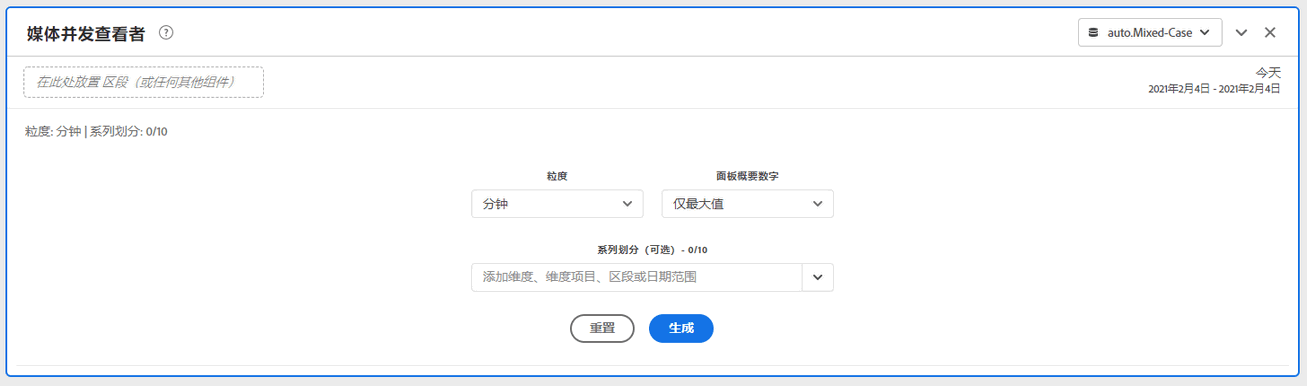 媒体并发查看者 ?
auto.Mixed-Case
在此处放置 区段（或任何其他组件）
今天
2021年2月4日 - 2021年2月4日
粒度: 分钟 | 系列划分: 0/10
粒度
面板概要数字
分钟
仅最大值
系列划分（可选）- 0/10
添加维度、维度项目、区段或日期范围
重置
生成